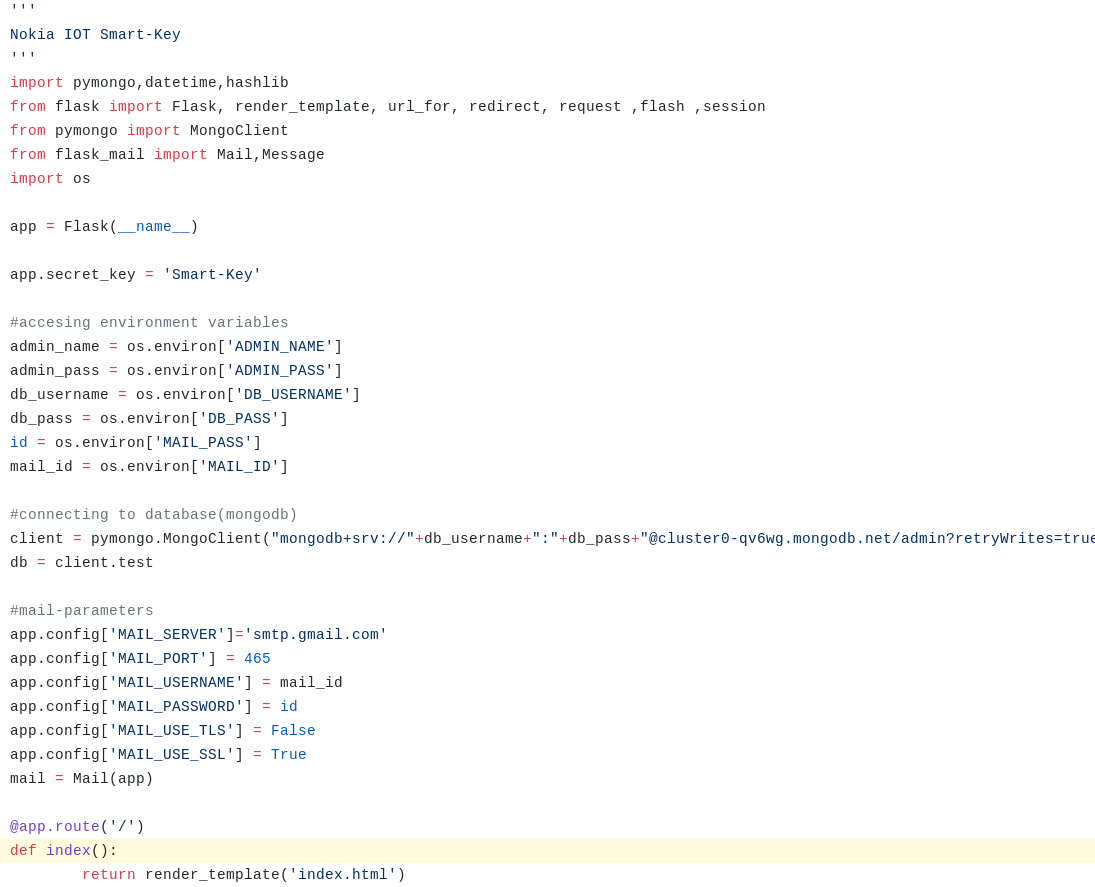 '''
Nokia IOT Smart-Key
'''
import pymongo,datetime,hashlib
from flask import Flask, render_template, url_for, redirect, request ,flash ,session
from pymongo import MongoClient
from flask_mail import Mail,Message
import os

app = Flask(__name__)

app.secret_key = 'Smart-Key'

#accesing environment variables
admin_name = os.environ['ADMIN_NAME']
admin_pass = os.environ['ADMIN_PASS']
db_username = os.environ['DB_USERNAME']
db_pass = os.environ['DB_PASS']
id = os.environ['MAIL_PASS']
mail_id = os.environ['MAIL_ID']

#connecting to database(mongodb)
client = pymongo.MongoClient("mongodb+srv://"+db_username+":"+db_pass+"@cluster0-qv6wg.mongodb.net/admin?retryWrites=true
db = client.test

#mail-parameters
app.config['MAIL_SERVER']='smtp.gmail.com'
app.config['MAIL_PORT'] = 465
app.config['MAIL_USERNAME'] = mail_id
app.config['MAIL_PASSWORD'] = id
app.config['MAIL_USE_TLS'] = False
app.config['MAIL_USE_SSL'] = True
mail = Mail(app)

@app.route('/')
def index():
        return render_template('index.html')